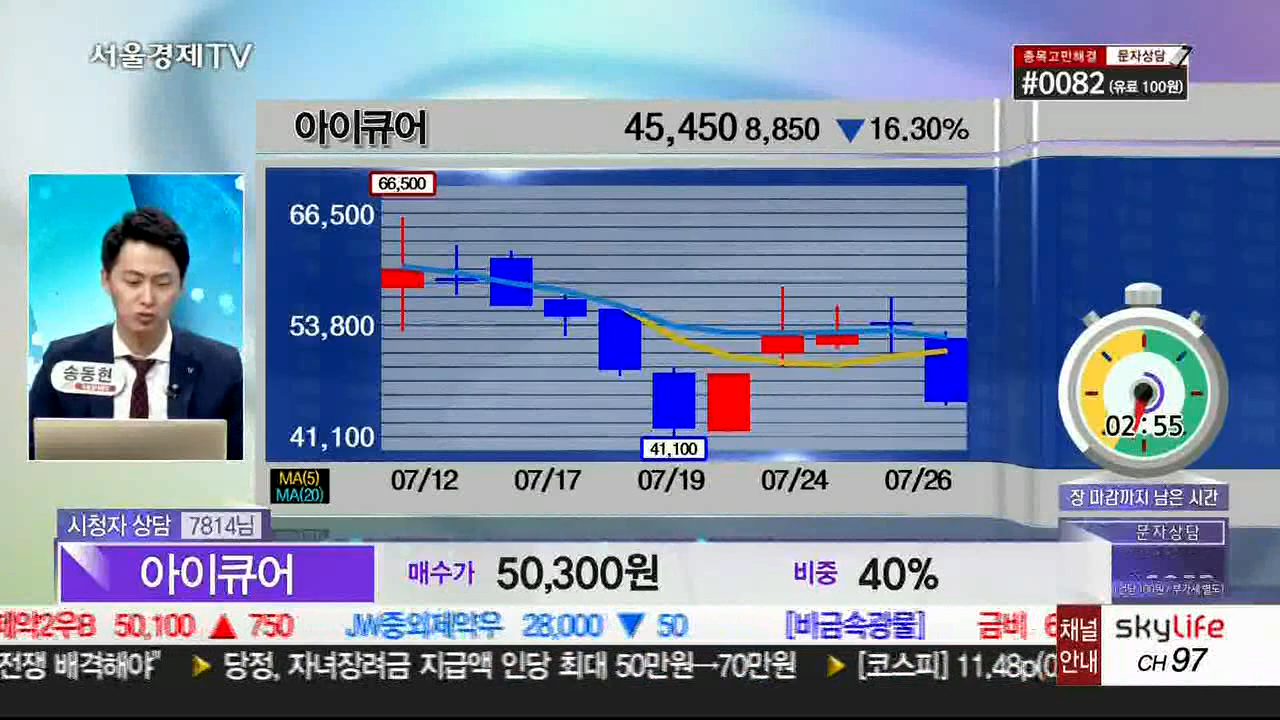 서울경제TV
종목고민해결 문자상담
#0082 (유료 100원)
아이큐어 45,450 8,850 ▼ 16.30%
66,500
66,500
53,800
41,100
41,100
MA(5)
MA(20)
07/12 07/17 07/19 07/24 07/26
송동현
02:55
장 마감까지 남은 시간
문자상담
시청자 상담 7814님
아이큐어 매수가 50,300원 비중 40%
제약2우B 50,100 ▲ 750 JW중외제약우 28,000 ▼ 50 [비금속광물] 금비
전쟁 배격해야" ▶ 당정, 자녀장려금 지급액 인당 최대 50만원→70만원 ▶ [코스피] 11.48p
채널
안내
skylife
CH 97